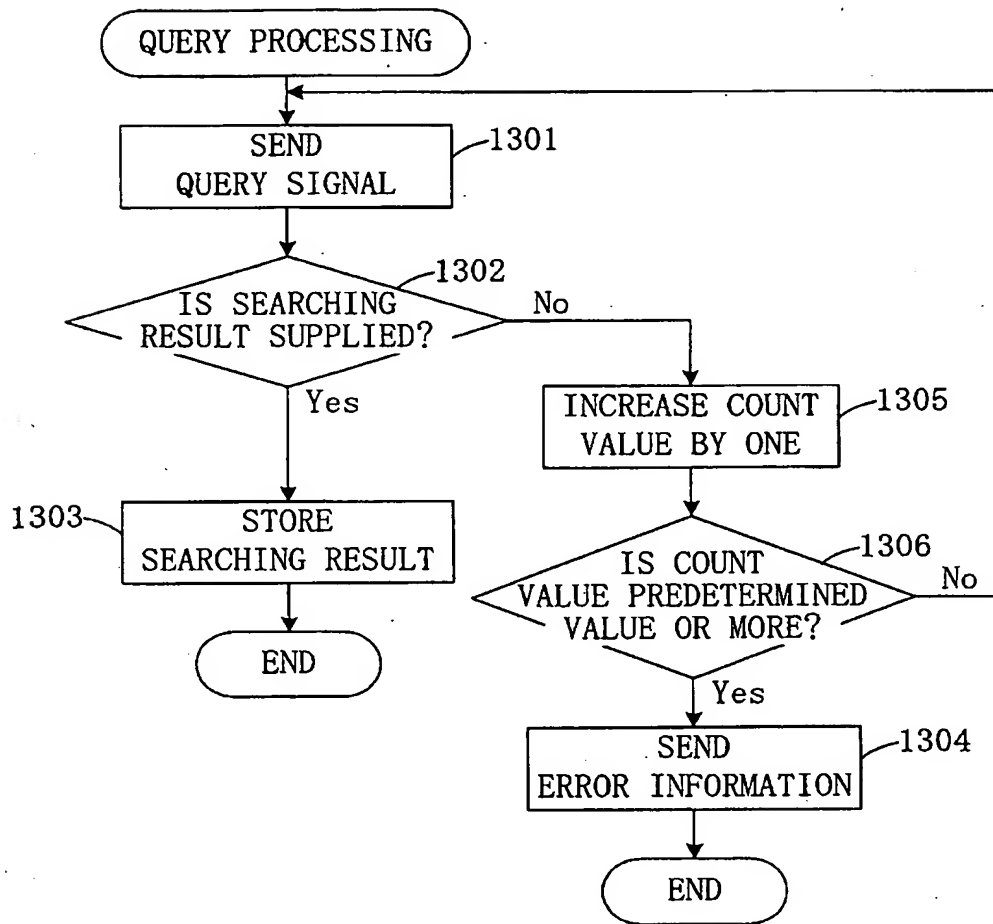 QUERY PROCESSING
SEND
QUERY SIGNAL
1301
IS SEARCHING
RESULT SUPPLIED?
1302
No
Yes
INCREASE COUNT
VALUE BY ONE
1305
1303
STORE
SEARCHING RESULT
IS COUNT
VALUE PREDETERMINED
VALUE OR MORE?
1306
No
END
Yes
SEND
ERROR INFORMATION
1304
END